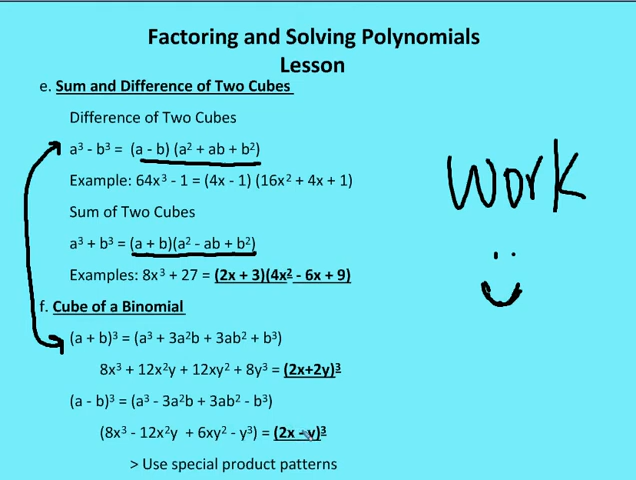 Factoring and Solving Polynomials
Lesson
e. Sum and Difference of Two Cubes
Difference of Two Cubes
a³ - b³ = (a - b) (a² + ab + b²)
Example: 64x³ - 1 = (4x - 1) (16x² + 4x + 1)
Sum of Two Cubes
a³ + b³ = (a + b)(a² - ab + b²)
Examples: 8x³ + 27 = (2x + 3)(4x² - 6x + 9)
f. Cube of a Binomial
(a + b)³ = (a³ + 3a²b + 3ab² + b³)
8x³ + 12x²y + 12xy² + 8y³ = (2x+2y)³
(a - b)³ = (a³ - 3a²b + 3ab² - b³)
(8x³ - 12x²y + 6xy² - y³) = (2x - y)³
> Use special product patterns
Work